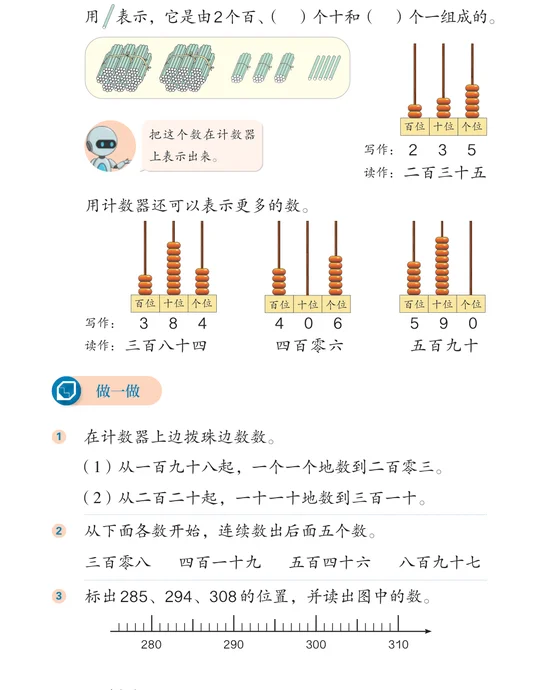 用 表示，它是由2个百、（ ）个十和（ ）个一组成的。
把这个数在计数器
上表示出来。
百位 十位 个位
写作： 2 3 5
读作：二百三十五
用计数器还可以表示更多的数。
百位 十位 个位 百位 十位 个位 百位 十位 个位
写作： 3 8 4 4 0 6 5 9 0
读作：三百八十四 四百零六 五百九十
做一做
1 在计数器上边拨珠边数数。
（1）从一百九十八起，一个一个地数到二百零三。
（2）从二百二十起，一十一十地数到三百一十。
2 从下面各数开始，连续数出后面五个数。
三百零八 四百一十九 五百四十六 八百九十七
3 标出285、294、308的位置，并读出图中的数。
280 290 300 310